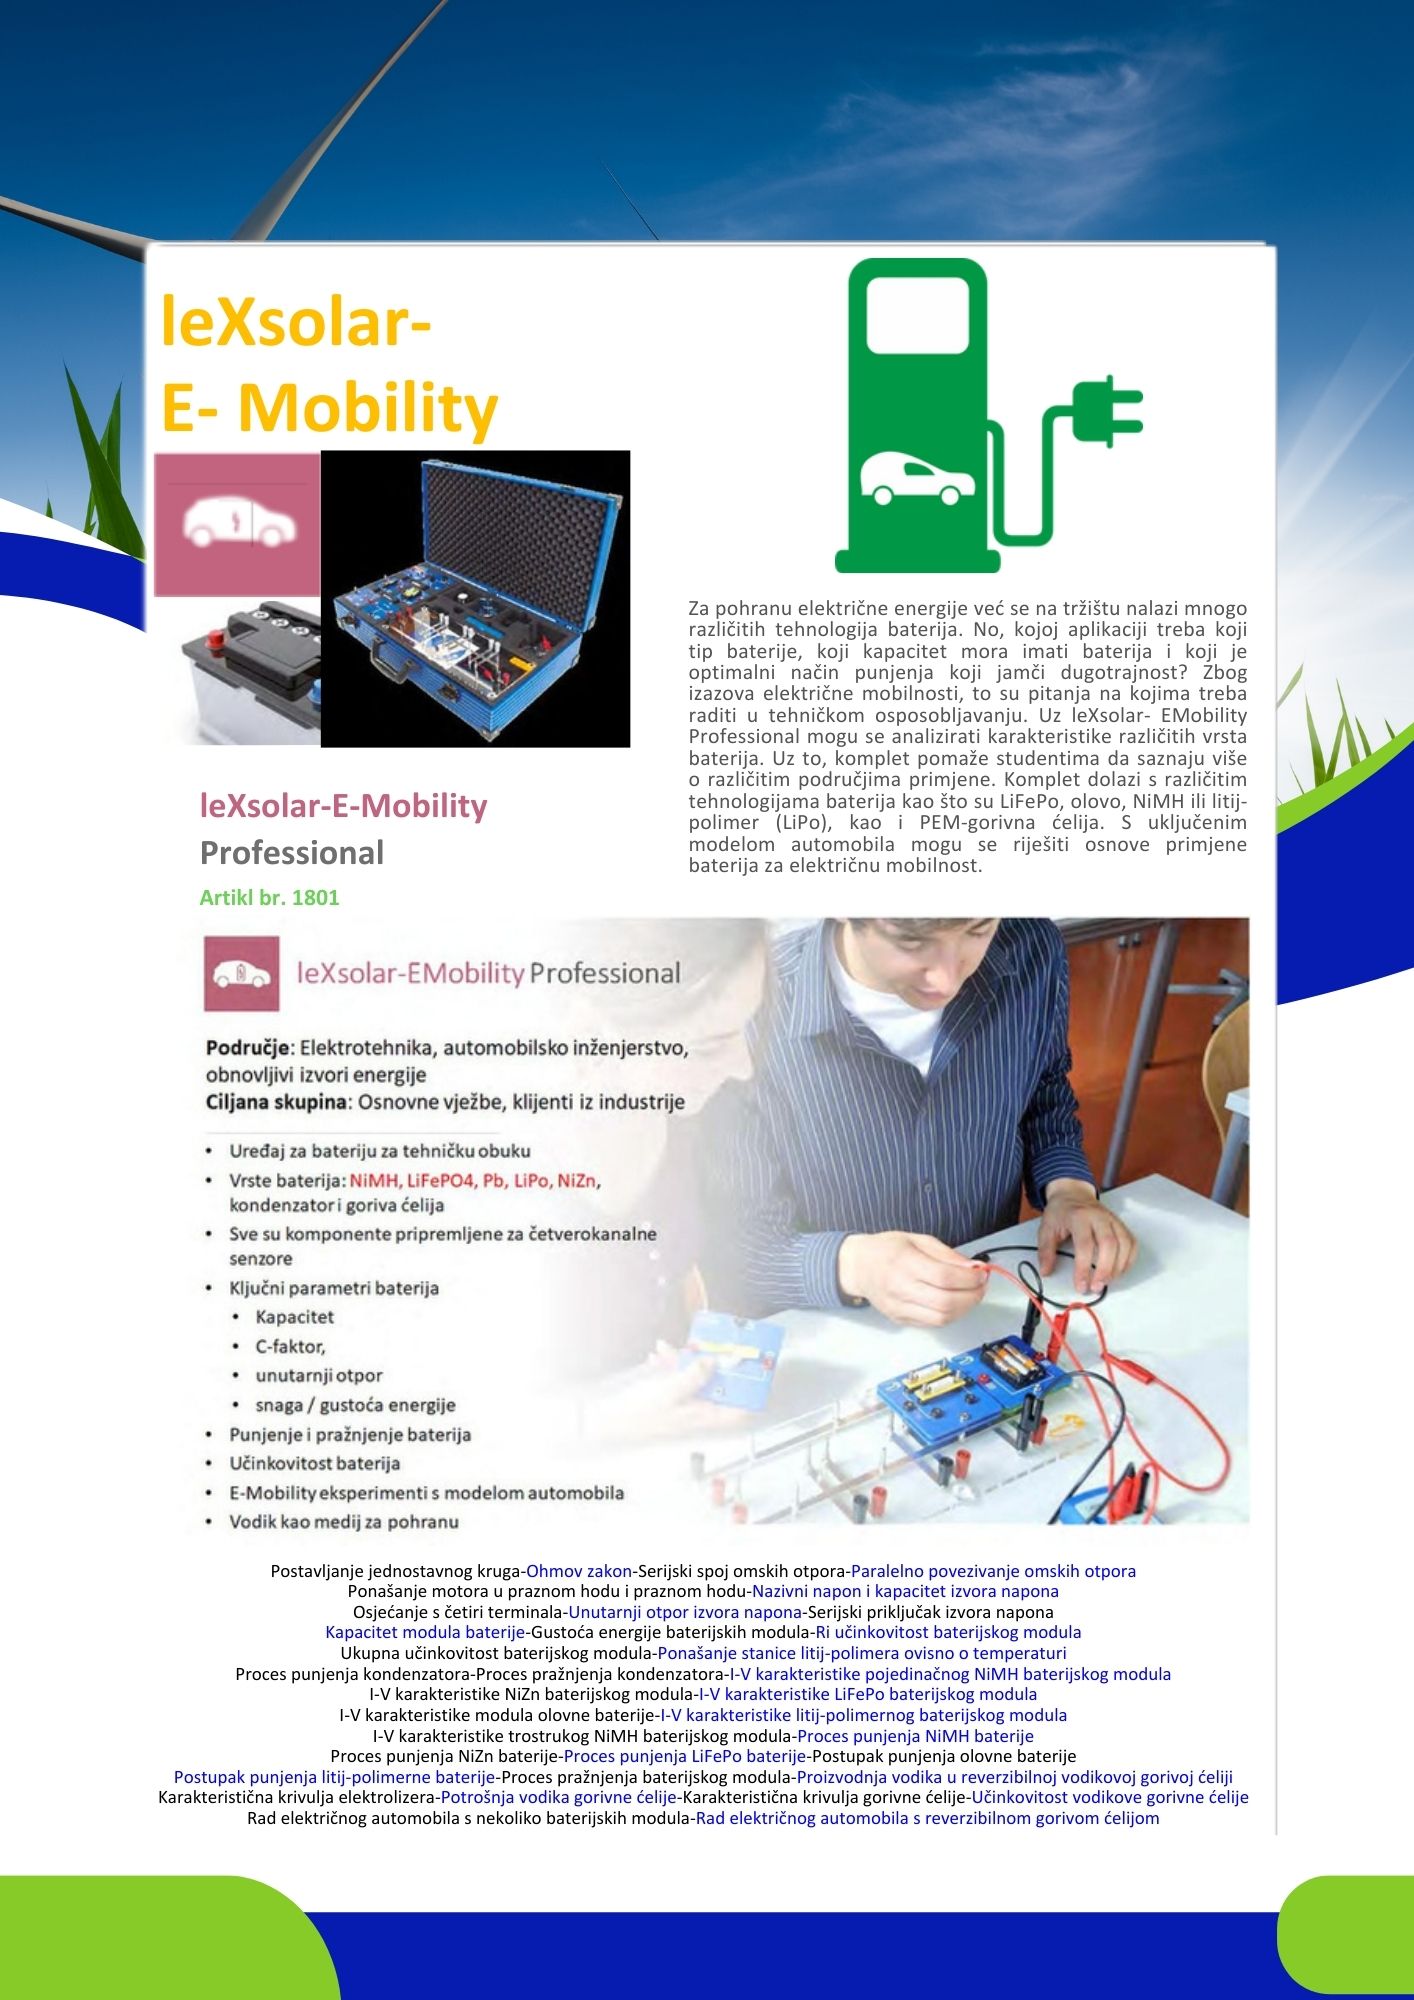 leXsolar-
E- Mobility
Za pohranu električne energije već se na tržištu nalazi mnogo
različitih tehnologija baterija. No, kojoj aplikaciji treba koji
tip baterije, koji kapacitet mora imati baterija i koji je
optimalni način punjenja koji jamči dugotrajnost? Zbog
izazova električne mobilnosti, to su pitanja na kojima treba
raditi u tehničkom osposobljavanju. Uz leXsolar- EMobility
Professional mogu se analizirati karakteristike različitih vrsta
baterija. Uz to, komplet pomaže studentima da saznaju više
o različitim područjima primjene. Komplet dolazi s različitim
tehnologijama baterija kao što su LiFePo, olovo, NiMH ili litij-
polimer (LiPo), kao i PEM-gorivna ćelija. S uključenim
modelom automobila mogu se riješiti osnove primjene
baterija za električnu mobilnost.
leXsolar-E-Mobility
Professional
Artikl br. 1801
leXsolar-EMobility Professional
Područje: Elektrotehnika, automobilsko inženjerstvo,
obnovljivi izvori energije
Ciljana skupina: Osnovne vježbe, klijenti iz industrije
• Uređaj za bateriju za tehničku obuku
• Vrste baterija: NiMH, LiFePO4, Pb, LiPo, NiZn,
kondenzator i goriva ćelija
• Sve su komponente pripremljene za četverokanalne
senzore
• Ključni parametri baterija
• Kapacitet
• C-faktor,
• unutarnji otpor
• snaga / gustoća energije
• Punjenje i pražnjenje baterija
• Učinkovitost baterija
• E-Mobility eksperimenti s modelom automobila
• Vodik kao medij za pohranu
Postavljanje jednostavnog kruga-Ohmov zakon-Serijski spoj omskih otpora-Paralelno povezivanje omskih otpora
Ponašanje motora u praznom hodu i praznom hodu-Nazivni napon i kapacitet izvora napona
Osjećanje s četiri terminala-Unutarnji otpor izvora napona-Serijski priključak izvora napona
Kapacitet modula baterije-Gustoća energije baterijskih modula-Ri učinkovitost baterijskog modula
Ukupna učinkovitost baterijskog modula-Ponašanje stanice litij-polimera ovisno o temperaturi
Proces punjenja kondenzatora-Proces pražnjenja kondenzatora-I-V karakteristike pojedinačnog NiMH baterijskog modula
I-V karakteristike NiZn baterijskog modula-I-V karakteristike LiFePo baterijskog modula
I-V karakteristike modula olovne baterije-I-V karakteristike litij-polimernog baterijskog modula
I-V karakteristike trostrukog NiMH baterijskog modula-Proces punjenja NiMH baterije
Proces punjenja NiZn baterije-Proces punjenja LiFePo baterije-Postupak punjenja olovne baterije
Postupak punjenja litij-polimerne baterije-Proces pražnjenja baterijskog modula-Proizvodnja vodika u reverzibilnoj vodikovoj gorivoj ćeliji
Karakteristična krivulja elektrolizera-Potrošnja vodika gorivne ćelije-Karakteristična krivulja gorivne ćelije-Učinkovitost vodikove gorivne ćelije
Rad električnog automobila s nekoliko baterijskih modula-Rad električnog automobila s reverzibilnom gorivom ćelijom